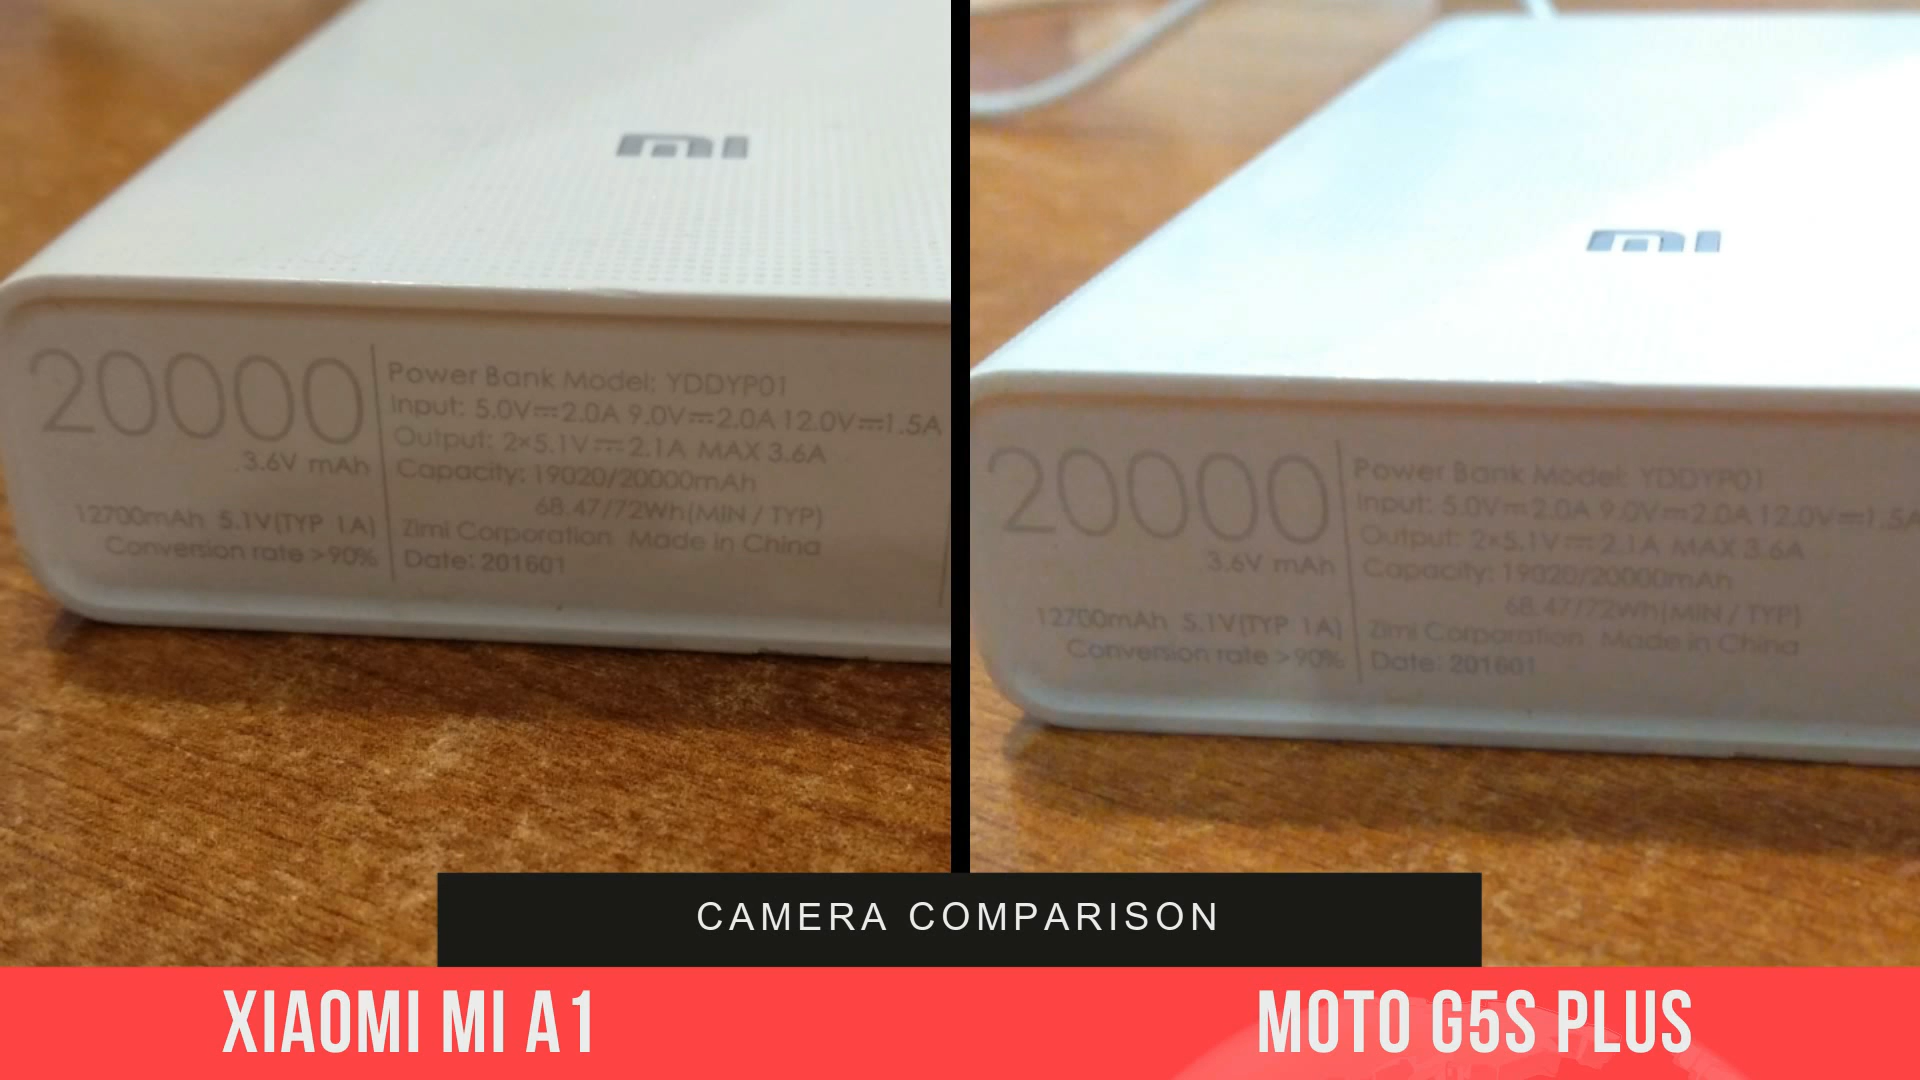 mi
20000
3.6V mAh
12700mAh 5.1V(TYP 1A)
Conversion rate >90%
Power Bank Model: YDDYP01
Input: 5.0V⎓2.0A 9.0V⎓2.0A 12.0V⎓1.5A
Output: 2×5.1V⎓2.1A MAX 3.6A
Capacity: 19020/20000mAh
68.47/72Wh(MIN / TYP)
Zimi Corporation Made in China
Date: 201601
mi
20000
3.6V mAh
12700mAh 5.1V(TYP 1A)
Conversion rate >90%
Power Bank Model: YDDYP01
Input: 5.0V⎓2.0A 9.0V⎓2.0A 12.0V⎓1.5A
Output: 2×5.1V⎓2.1A MAX 3.6A
Capacity: 19020/20000mAh
68.47/72Wh(MIN / TYP)
Zimi Corporation Made in China
Date: 201601
CAMERA COMPARISON
XIAOMI MI A1
MOTO G5S PLUS